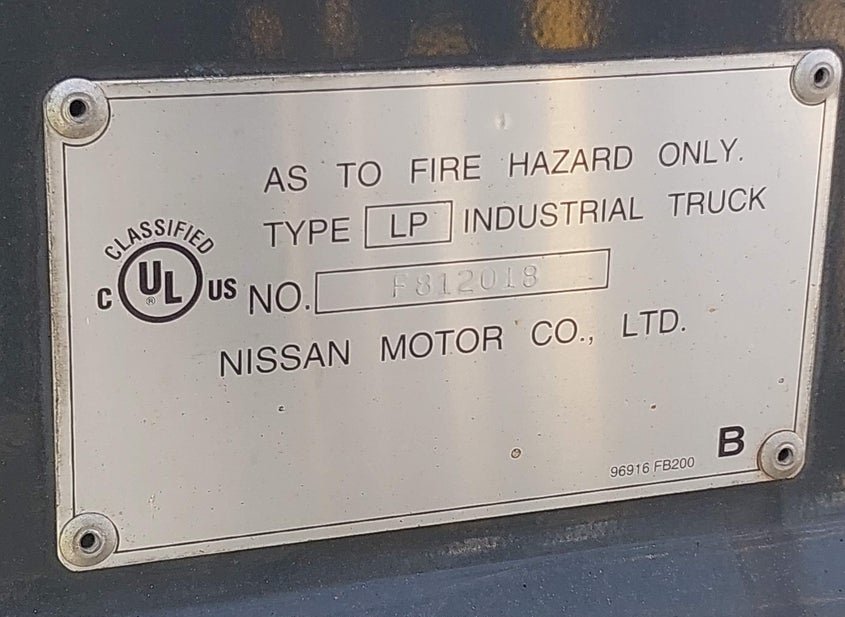 AS TO FIRE HAZARD ONLY.
CLASSIFIED
C UL ® US
TYPE LP INDUSTRIAL TRUCK
NO. F812018
NISSAN MOTOR CO., LTD.
96916 FB200 B